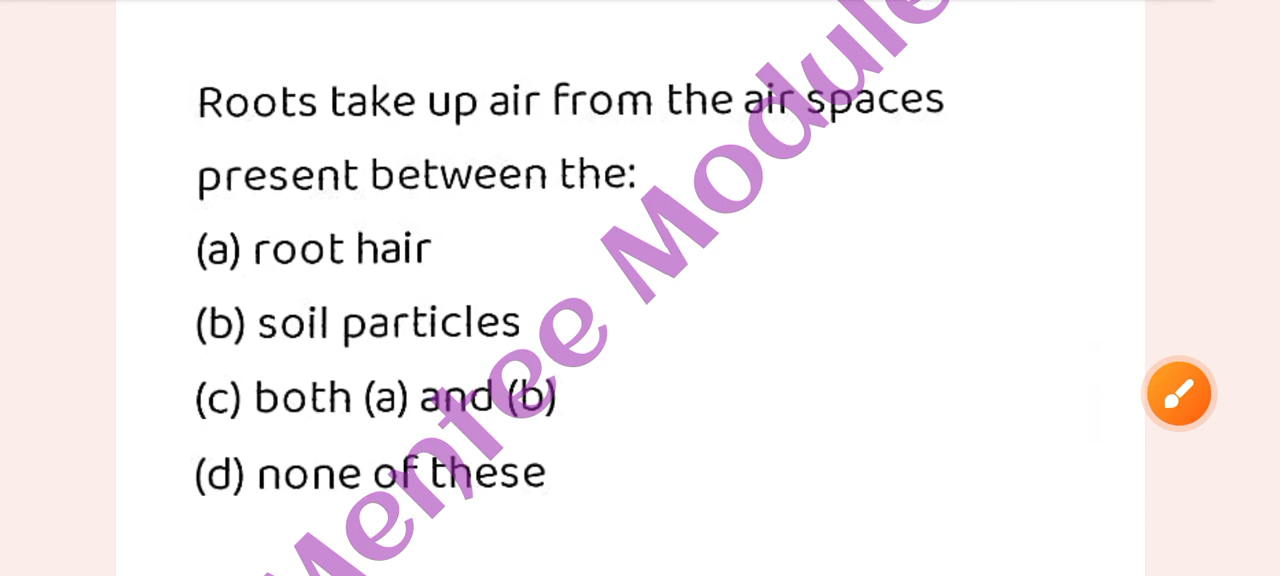 Roots take up air from the air spaces
present between the:
(a) root hair
(b) soil particles
(c) both (a) and (b)
(d) none of these
Mentee Module